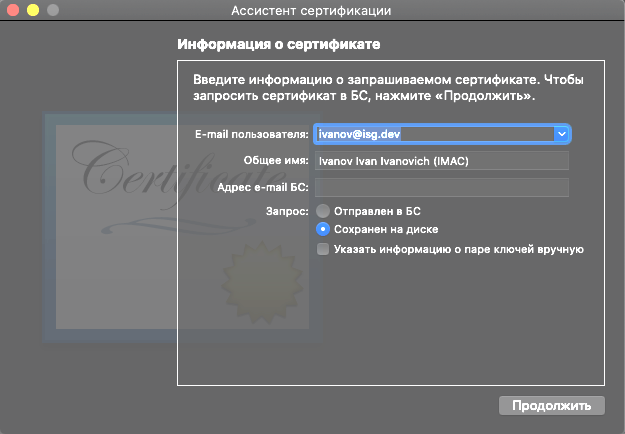 Ассистент сертификации
Информация о сертификате
Введите информацию о запрашиваемом сертификате. Чтобы
запросить сертификат в БС, нажмите «Продолжить».
E-mail пользователя: ivanov@isg.dev
Общее имя: Ivanov Ivan Ivanovich (IMAC)
Адрес e-mail БС:
Запрос: Отправлен в БС
Сохранен на диске
Указать информацию о паре ключей вручную
Certificate
Продолжить